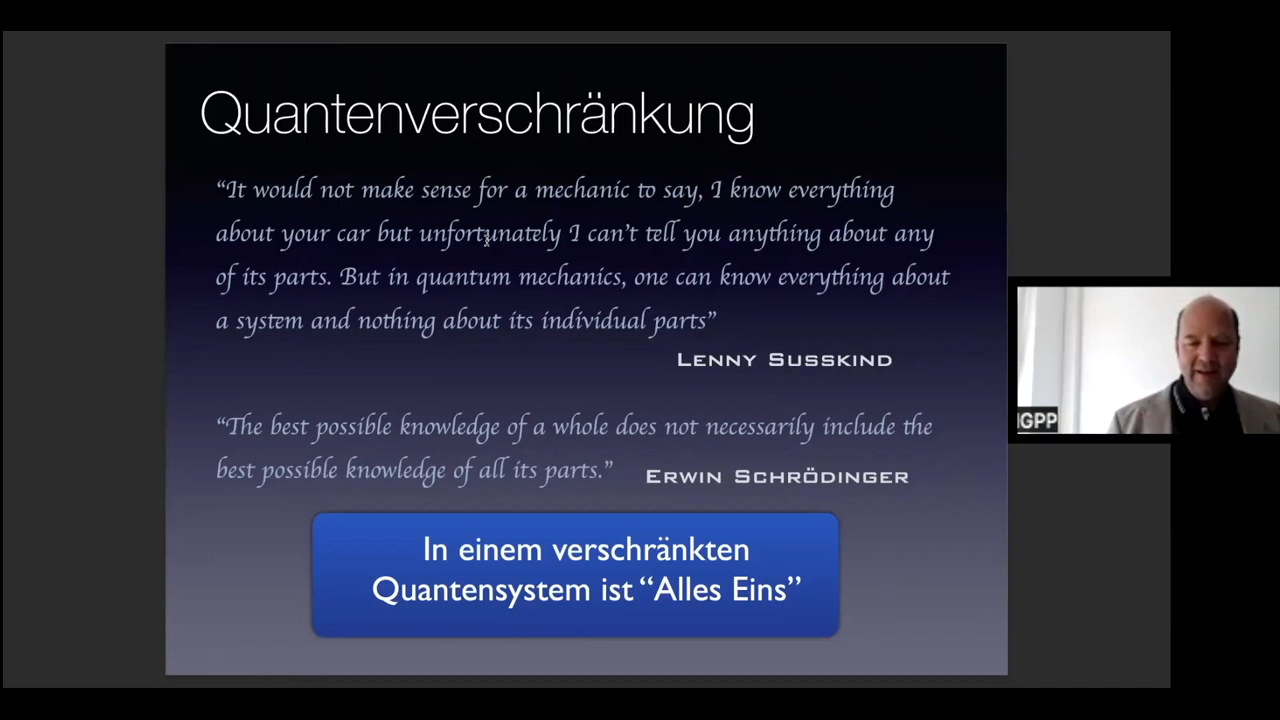 Quantenverschränkung
“It would not make sense for a mechanic to say, I know everything
about your car but unfortunately I can't tell you anything about any
of its parts. But in quantum mechanics, one can know everything about
a system and nothing about its individual parts”
LENNY SUSSKIND
“The best possible knowledge of a whole does not necessarily include the
best possible knowledge of all its parts.”
ERWIN SCHRÖDINGER
In einem verschränkten
Quantensystem ist “Alles Eins”
IGPP